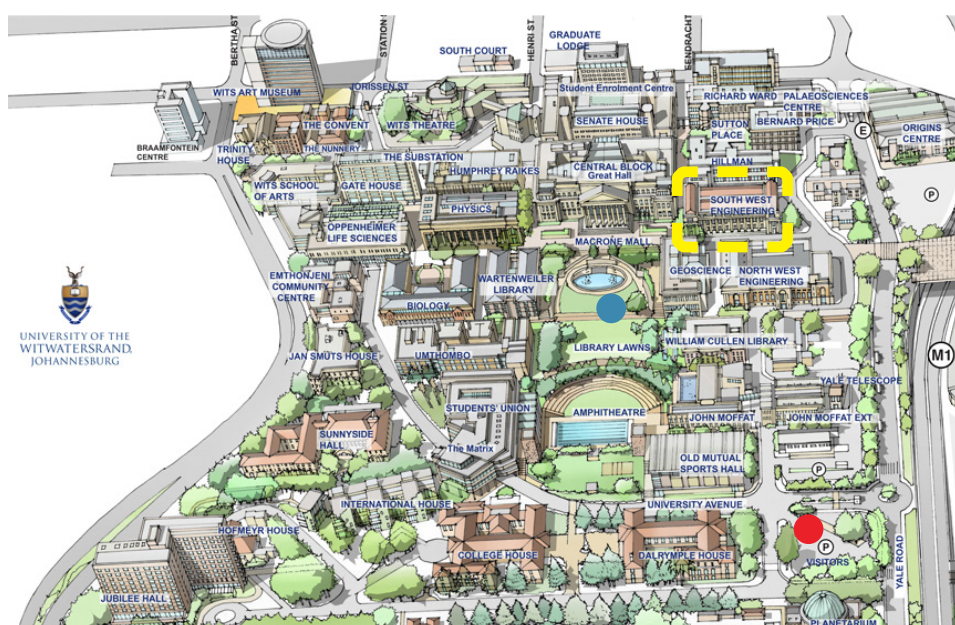 BERTHA ST
STATION
HENRI ST.
EENDRACHT
GRADUATE
LODGE
SOUTH COURT
WITS ART MUSEUM
JORISSEN ST
Student Enrolment Centre
RICHARD WARD
PALAEOSCIENCES
CENTRE
THE CONVENT
WITS THEATRE
SENATE HOUSE
SUTTON
PLACE
BERNARD PRICE
E
ORIGINS
CENTRE
BRAAMFONTEIN
CENTRE
TRINITY
HOUSE
THE NUNNERY
THE SUBSTATION
HUMPHREY RAIKES
CENTRAL BLOCK
Great Hall
HILLMAN
WITS SCHOOL
OF ARTS
GATE HOUSE
PHYSICS
SOUTH WEST
ENGINEERING
P
OPPENHEIMER
LIFE SCIENCES
MACRONE MALL
EMTHONJENI
COMMUNITY
CENTRE
BIOLOGY
WARTENWEILER
LIBRARY
GEOSCIENCE
NORTH WEST
ENGINEERING
UNIVERSITY OF THE
WITWATERSRAND,
JOHANNESBURG
JAN SMUTS HOUSE
UMTHOMBO
LIBRARY LAWNS
WILLIAM CULLEN LIBRARY
M1
YALE TELESCOPE
STUDENTS' UNION
AMPHITHEATRE
JOHN MOFFAT
JOHN MOFFAT EXT
SUNNYSIDE
HALL
The Matrix
OLD MUTUAL
SPORTS HALL
P
INTERNATIONAL HOUSE
UNIVERSITY AVENUE
HOFMEYR HOUSE
COLLEGE HOUSE
DALRYMPLE HOUSE
P
VISITORS
YALE ROAD
JUBILEE HALL
PLANETARIUM